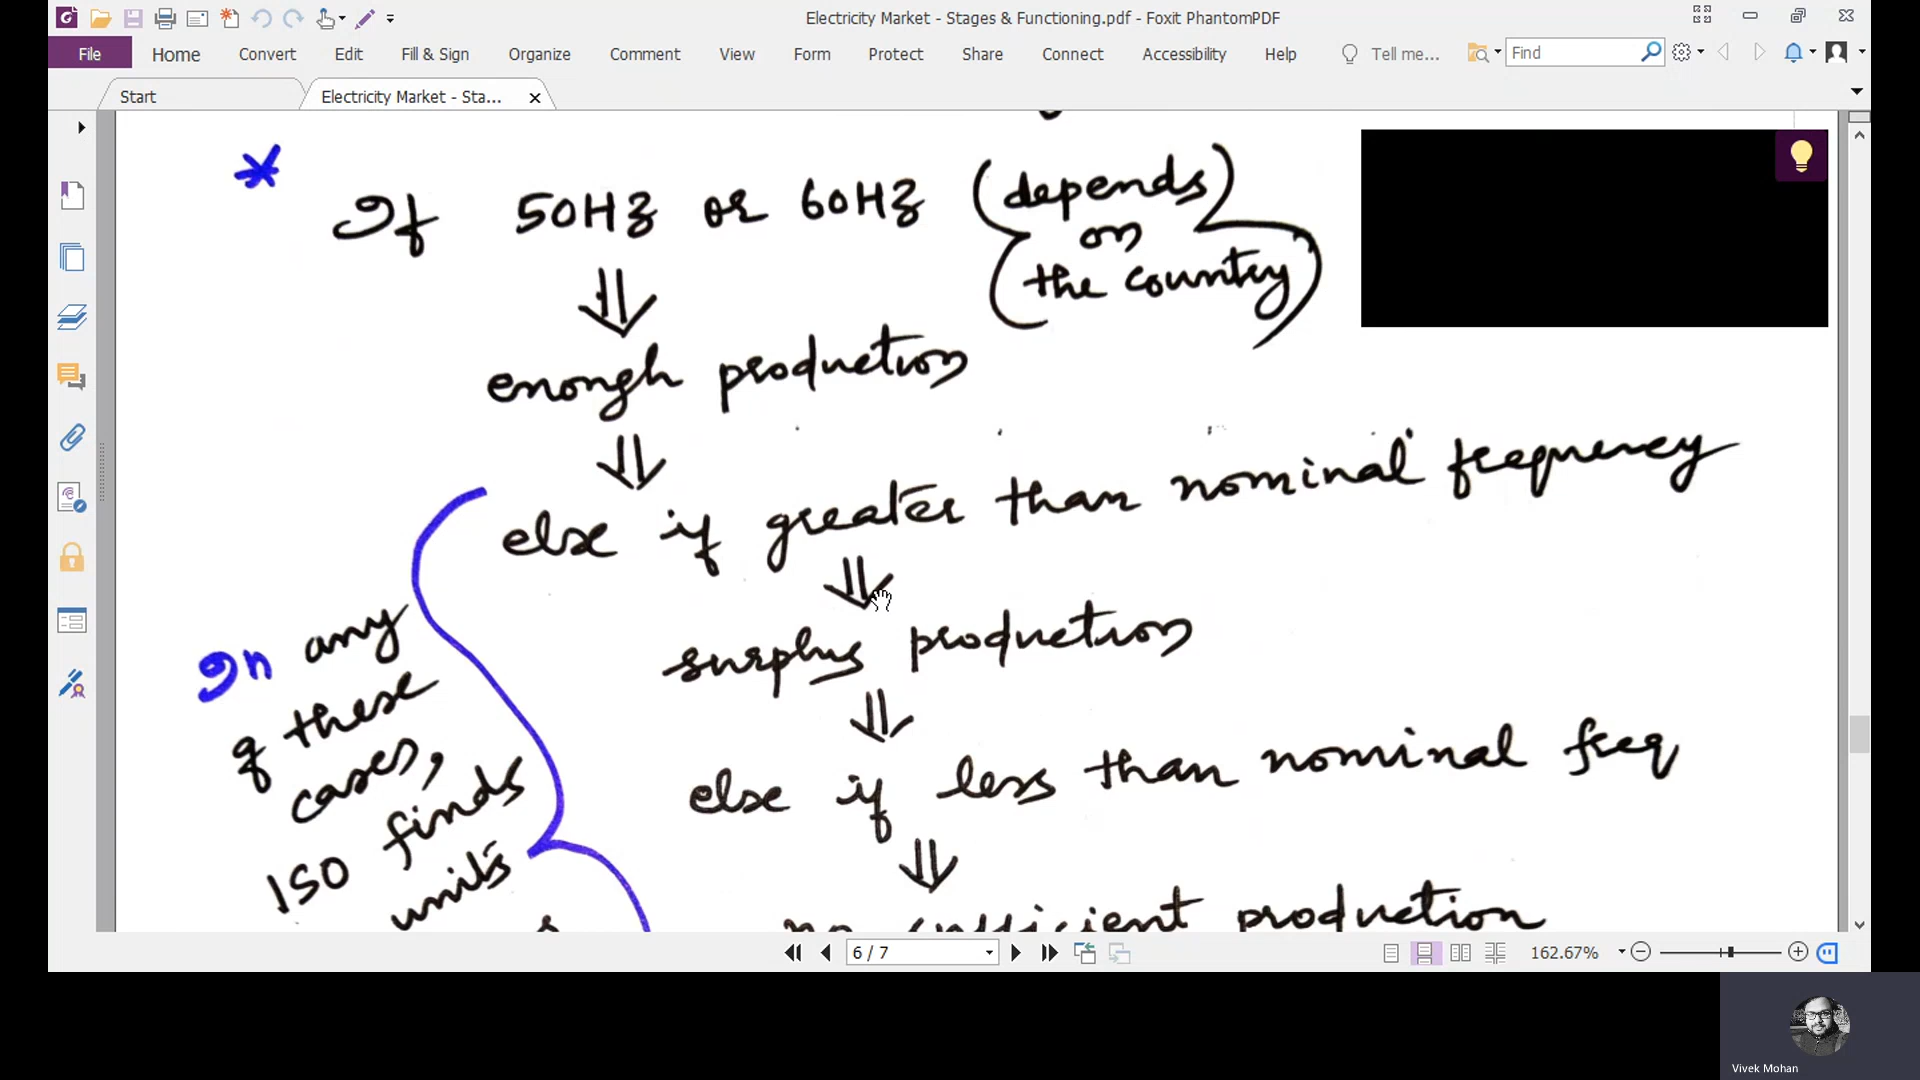 Electricity Market - Stages & Functioning.pdf - Foxit PhantomPDF
File Home Convert Edit Fill & Sign Organize Comment View Form Protect Share Connect Accessibility Help Tell me... Find
Start Electricity Market - Sta...
If 50Hz or 60Hz (depends
on
the country)
enough production
else if greater than nominal frequency
surplus production
else if less than nominal freq
production
In any
of these
cases,
ISO finds
units
6 / 7
162.67%
Vivek Mohan